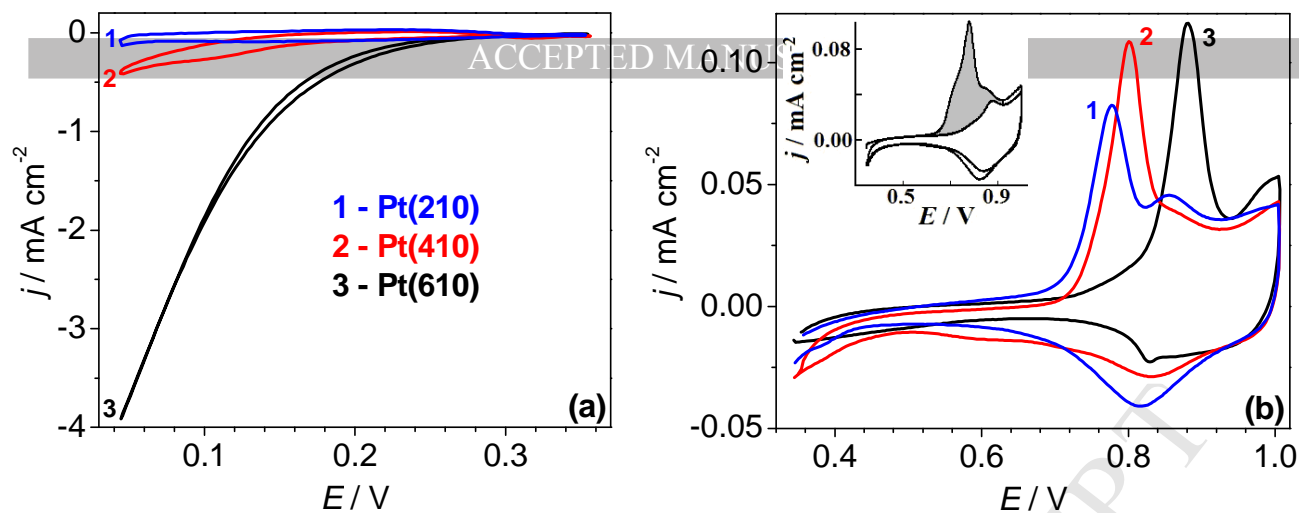 ACCEPTED MANUS
0
-1
-2
-3
-4
j / mA cm-2
0.1 0.2 0.3
E / V
1
2
3
1 - Pt(210)
2 - Pt(410)
3 - Pt(610)
(a)
0.10
0.05
0.00
-0.05
j / mA cm-2
0.4 0.6 0.8 1.0
E / V
1
2
3
(b)
0.08
0.00
j / mA cm-2
0.5 0.9
E / V
PT